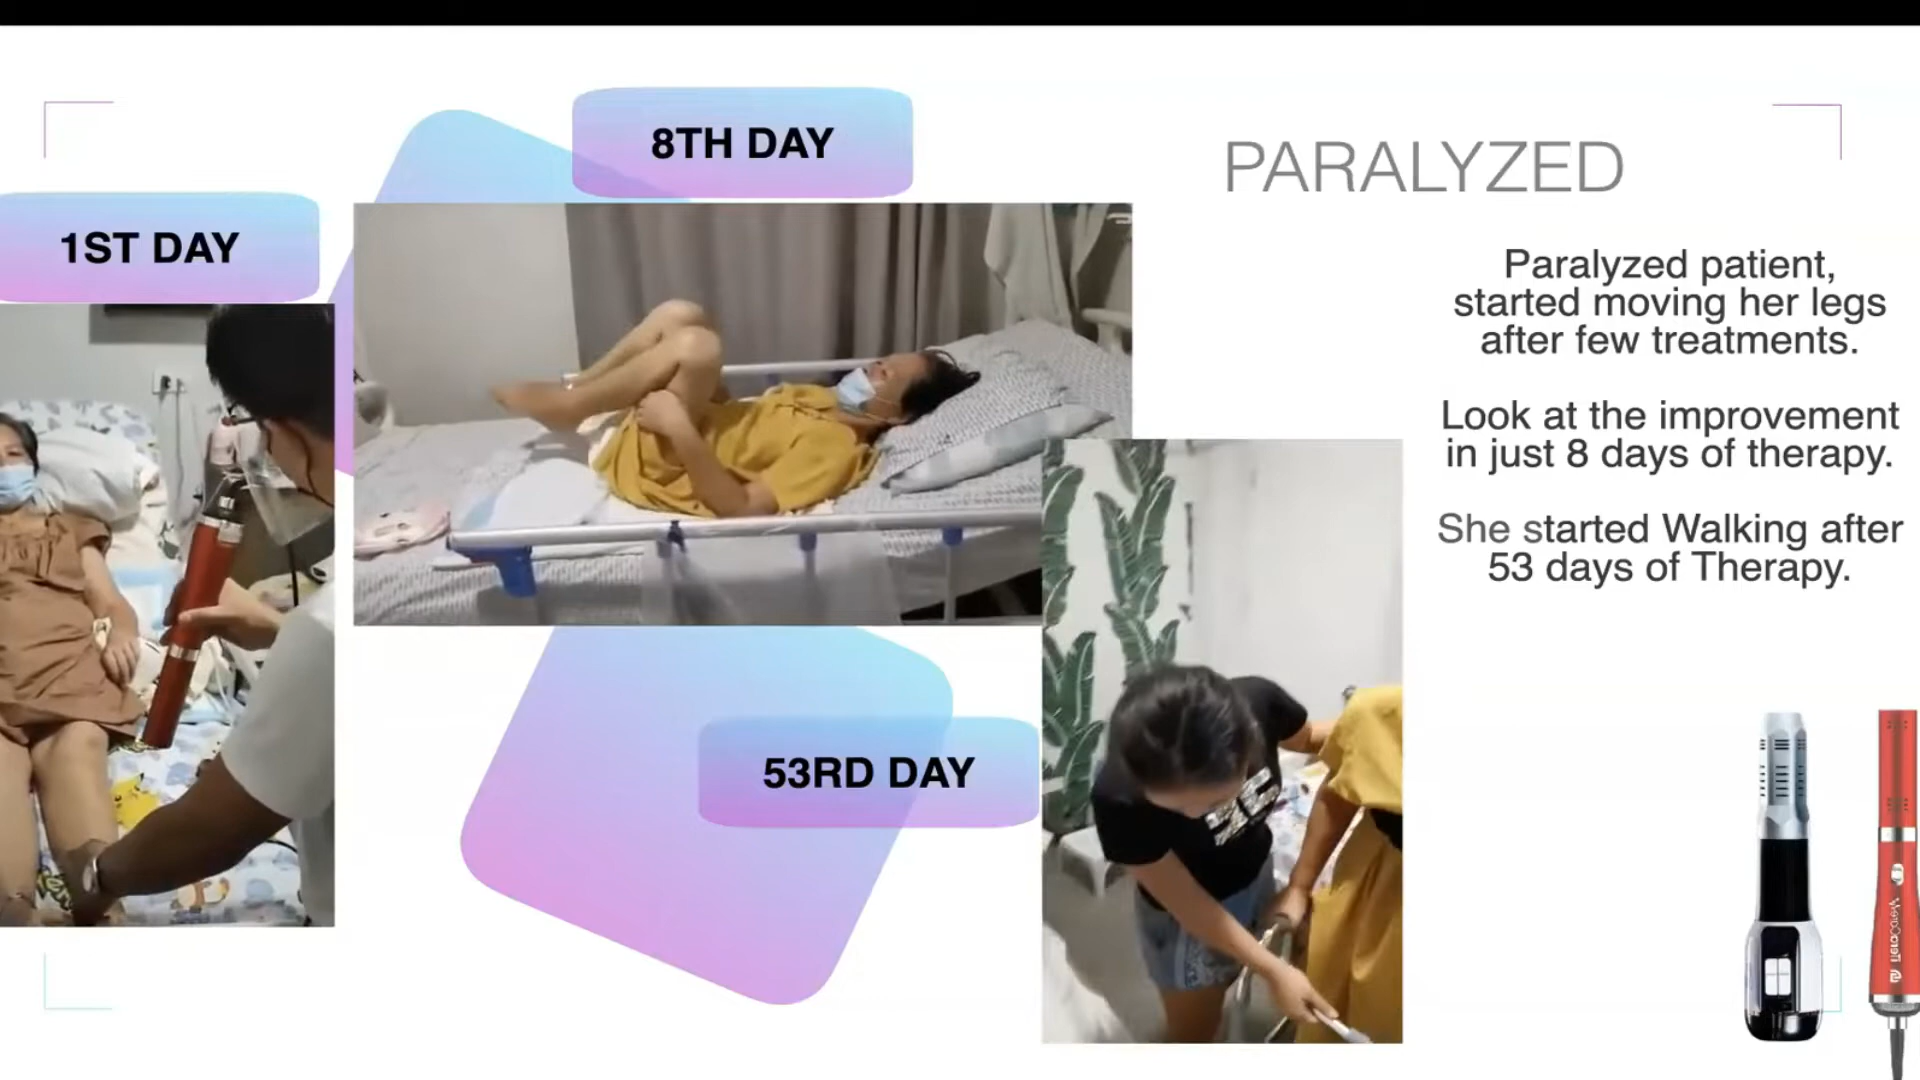 8TH DAY
PARALYZED
1ST DAY
Paralyzed patient,
started moving her legs
after few treatments.
Look at the improvement
in just 8 days of therapy.
She started Walking after
53 days of Therapy.
53RD DAY
iTeraCare